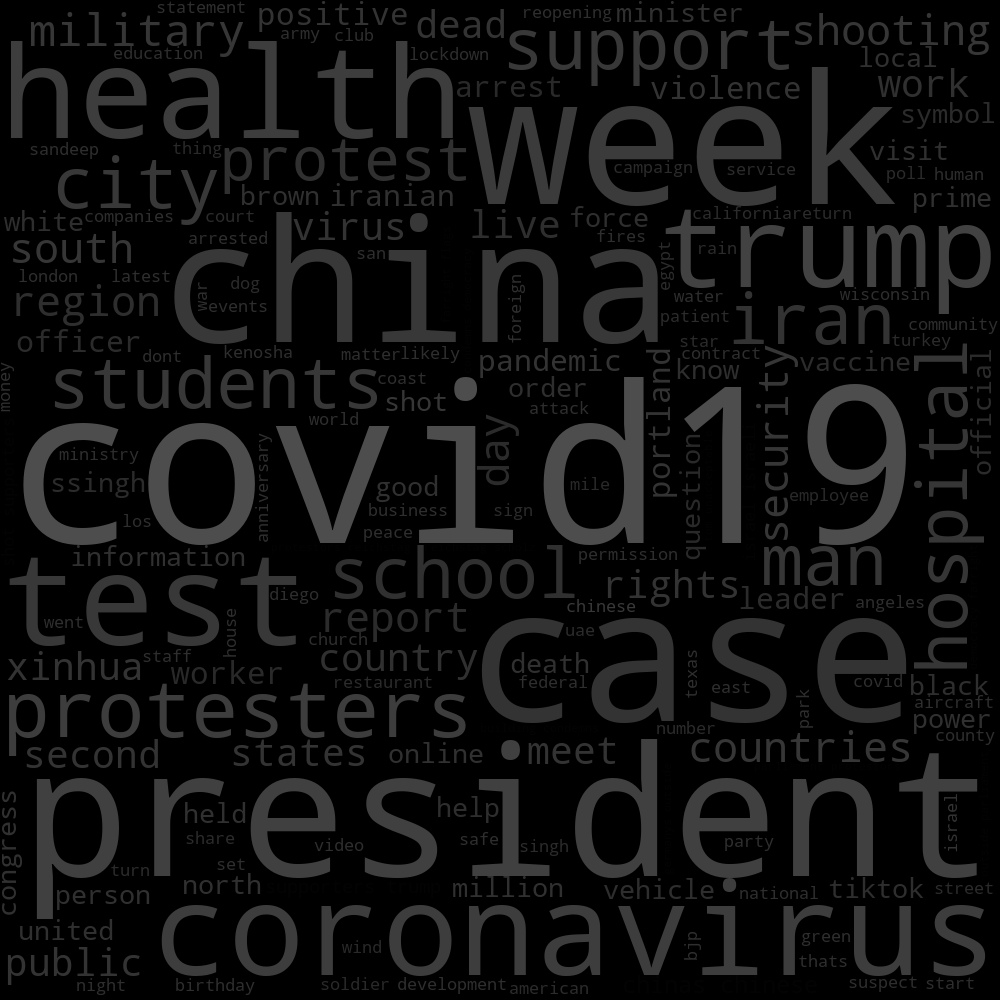 statement
military
positive
army
club
dead
reopening
minister
support
shooting
education
lockdown
local
health
arrest
violence
work
week
symbol
sandeep
thing
protest
visit
city
campaign
service
poll
human
brown
iranian
prime
white
companies
court
virus
live
force
californiareturn
trump
south
arrested
china
san
fires
egypt
rain
london
latest
war
dog
foreign
water
wisconsin
region
events
patient
iran
community
officer
star
turkey
dont
kenosha
matter
likely
pandemic
contract
vaccine
money
students
coast
order
know
hospital
official
shot
portland
security
attack
world
day
covid19
ministry
anniversary
question
ssingh
good
mile
employee
los
business
sign
peace
information
school
permission
man
test
rights
diego
chinese
leader
angeles
went
house
church
report
uae
case
staff
country
death
texas
xinhua
worker
restaurant
federal
east
covid
black
protesters
park
aircraft
power
number
county
second
states
online
meet
countries
president
congress
held
help
israel
share
video
safe
singh
party
turn
set
person
north
million
vehicle
national
tiktok
street
united
coronavirus
green
public
wind
bjp
thats
night
birthday
soldier
development
american
suspect
start